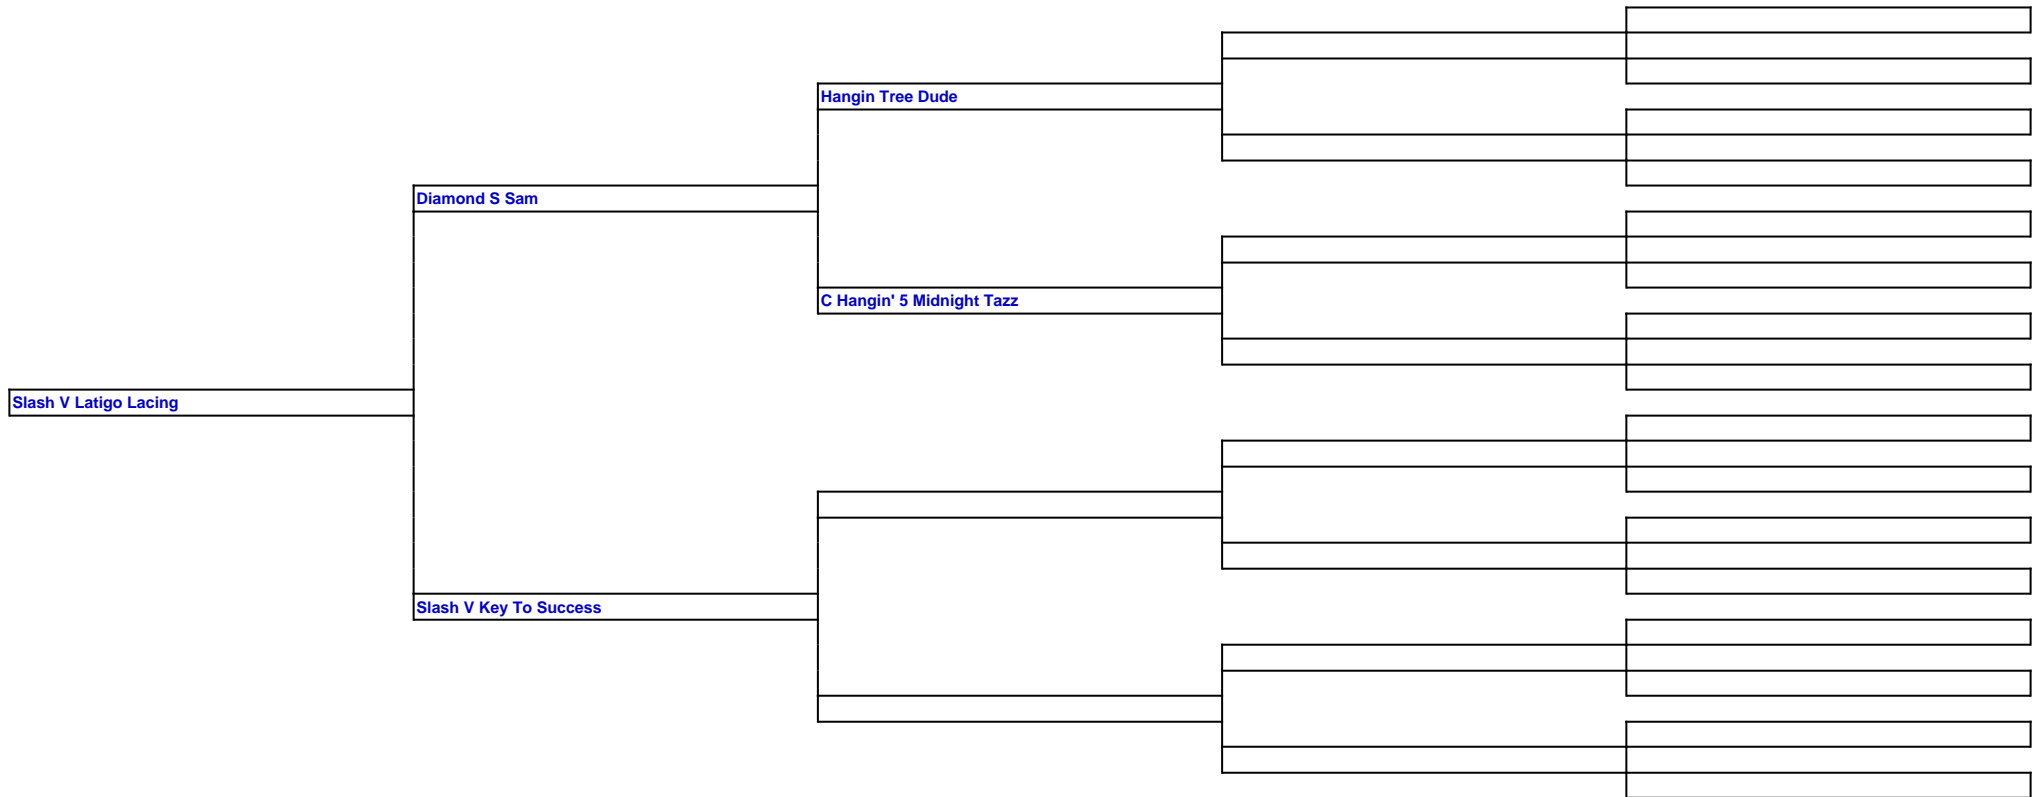 Hangin Tree Dude
Diamond S Sam
C Hangin' 5 Midnight Tazz
Slash V Latigo Lacing
Slash V Key To Success